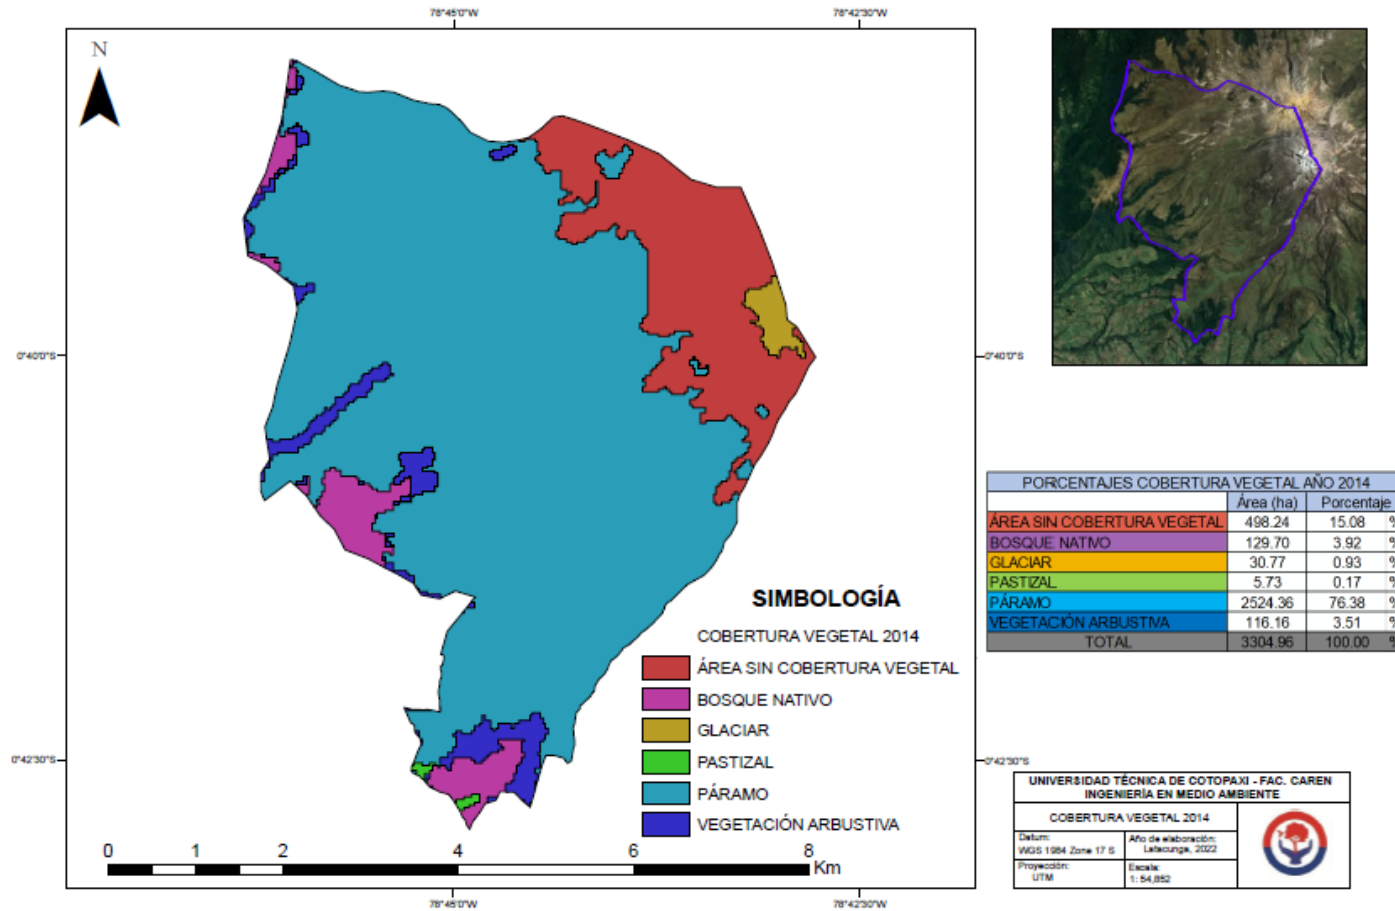 78°45'0"W
78°42'30"W
N
0°40'0"S
0°40'0"S
SIMBOLOGÍA
COBERTURA VEGETAL 2014
ÁREA SIN COBERTURA VEGETAL
BOSQUE NATIVO
GLACIAR
PASTIZAL
PÁRAMO
VEGETACIÓN ARBUSTIVA
0°42'30"S
0°42'30"S
0 1 2 4 6 8
Km
78°45'0"W
78°42'30"W
PORCENTAJES COBERTURA VEGETAL AÑO 2014
Área (ha) Porcentaje
ÁREA SIN COBERTURA VEGETAL 498.24 15.08 %
BOSQUE NATIVO 129.70 3.92 %
GLACIAR 30.77 0.93 %
PASTIZAL 5.73 0.17 %
PÁRAMO 2524.36 76.38 %
VEGETACIÓN ARBUSTIVA 116.16 3.51 %
TOTAL 3304.96 100.00 %
UNIVERSIDAD TÉCNICA DE COTOPAXI - FAC. CAREN
INGENIERÍA EN MEDIO AMBIENTE
COBERTURA VEGETAL 2014
Datum:
WGS 1984 Zone 17 S
Año de elaboración:
Latacunga, 2022
Proyección:
UTM
Escala:
1: 54,852